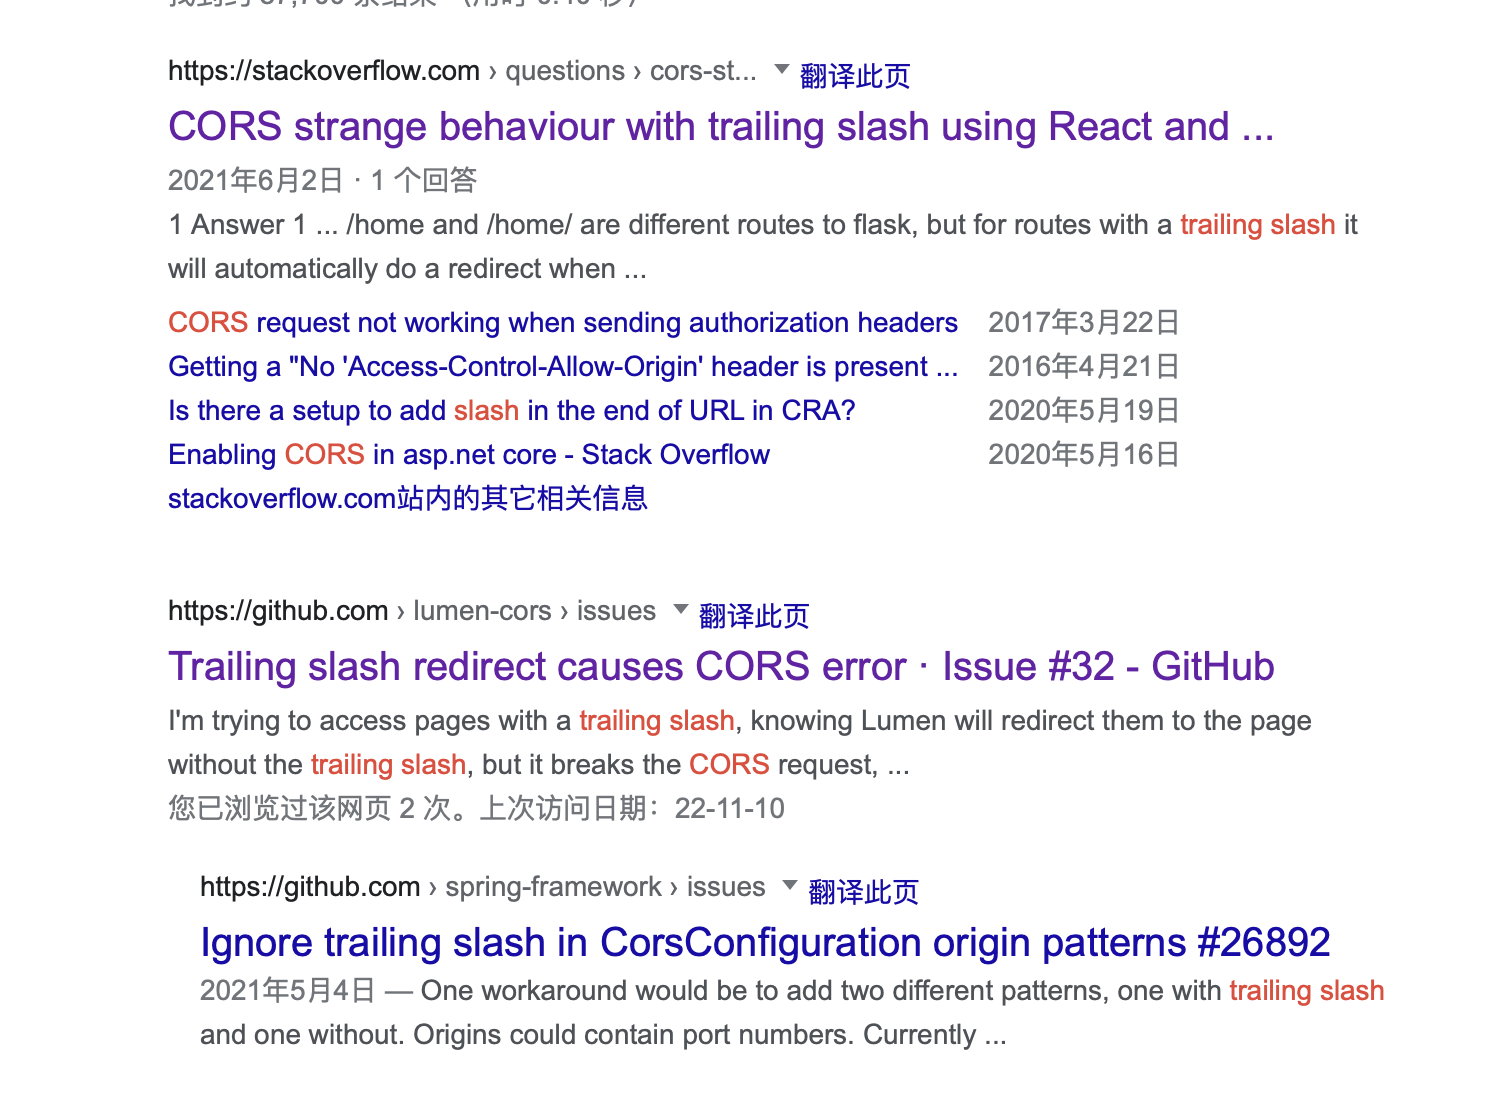 https://stackoverflow.com › questions › cors-st... 翻译此页
CORS strange behaviour with trailing slash using React and ...
2021年6月2日 · 1 个回答
1 Answer 1 ... /home and /home/ are different routes to flask, but for routes with a trailing slash it
will automatically do a redirect when ...
CORS request not working when sending authorization headers 2017年3月22日
Getting a "No 'Access-Control-Allow-Origin' header is present ... 2016年4月21日
Is there a setup to add slash in the end of URL in CRA? 2020年5月19日
Enabling CORS in asp.net core - Stack Overflow 2020年5月16日
stackoverflow.com站内的其它相关信息
https://github.com › lumen-cors › issues 翻译此页
Trailing slash redirect causes CORS error · Issue #32 - GitHub
I'm trying to access pages with a trailing slash, knowing Lumen will redirect them to the page
without the trailing slash, but it breaks the CORS request, ...
您已浏览过该网页 2 次。上次访问日期：22-11-10
https://github.com › spring-framework › issues 翻译此页
Ignore trailing slash in CorsConfiguration origin patterns #26892
2021年5月4日 — One workaround would be to add two different patterns, one with trailing slash
and one without. Origins could contain port numbers. Currently ...